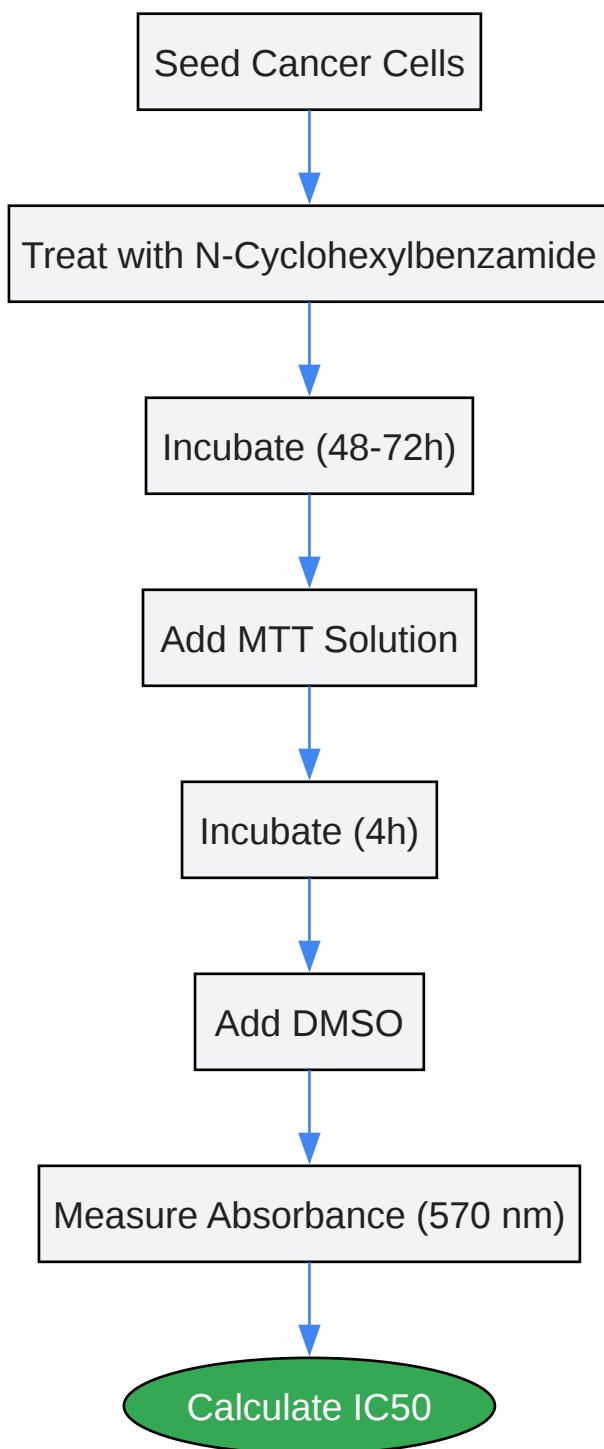 Seed Cancer Cells
Treat with N-Cyclohexylbenzamide
Incubate (48-72h)
Add MTT Solution
Incubate (4h)
Add DMSO
Measure Absorbance (570 nm)
Calculate IC50